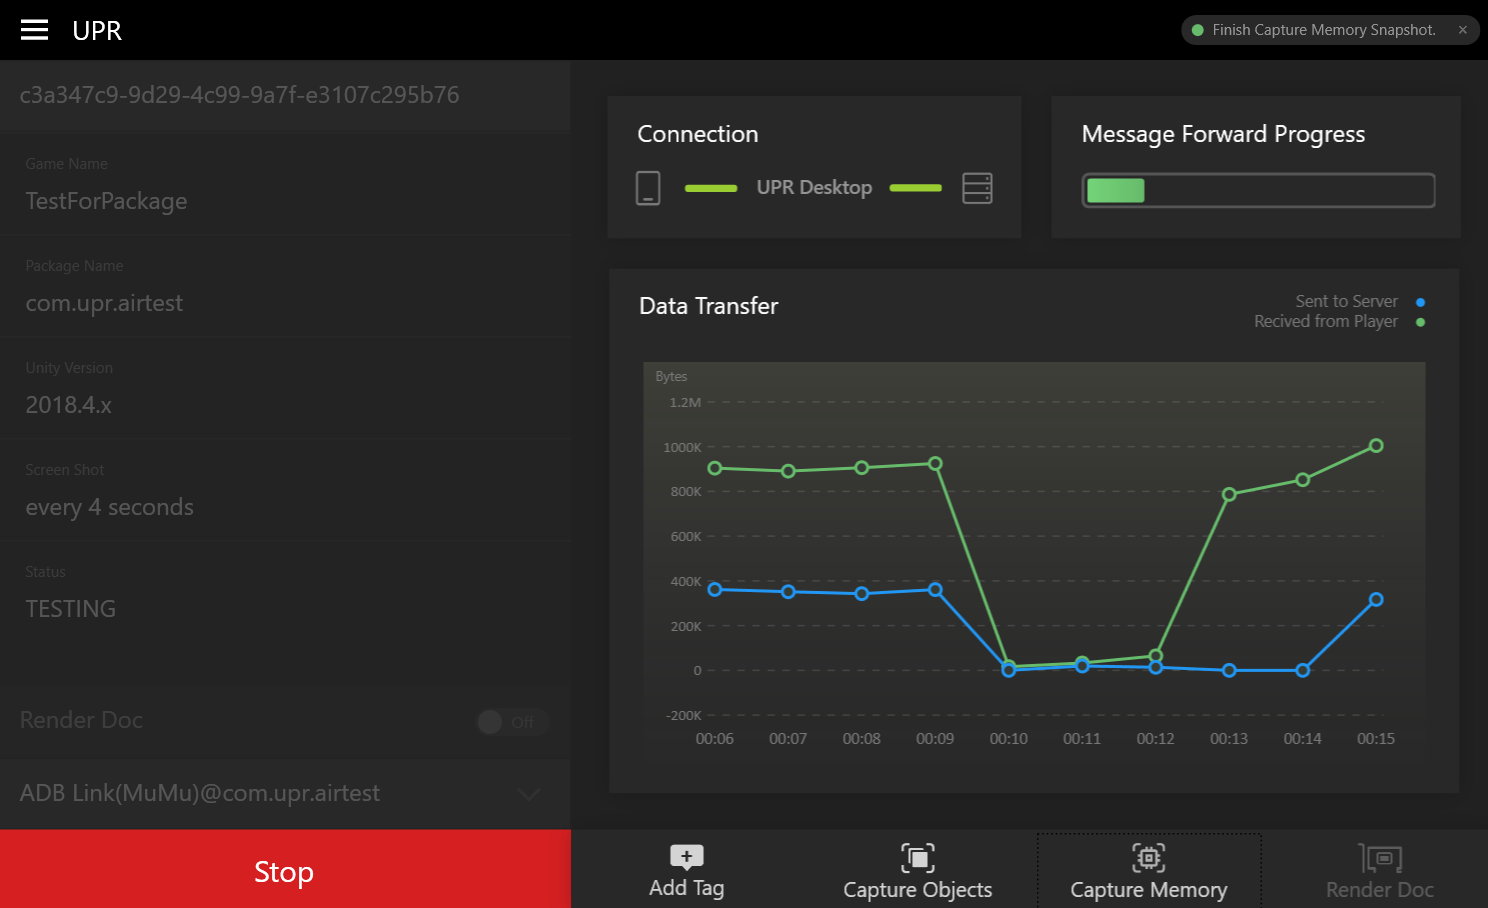 UPR
Finish Capture Memory Snapshot. ×
c3a347c9-9d29-4c99-9a7f-e3107c295b76
Game Name
TestForPackage
Package Name
com.upr.airtest
Unity Version
2018.4.x
Screen Shot
every 4 seconds
Status
TESTING
Render Doc
Off
ADB Link(MuMu)@com.upr.airtest
Stop
Connection
UPR Desktop
Message Forward Progress
Data Transfer
Sent to Server
Recived from Player
Bytes
1.2M
1000K
800K
600K
400K
200K
0
-200K
00:06 00:07 00:08 00:09 00:10 00:11 00:12 00:13 00:14 00:15
Add Tag
Capture Objects
Capture Memory
Render Doc